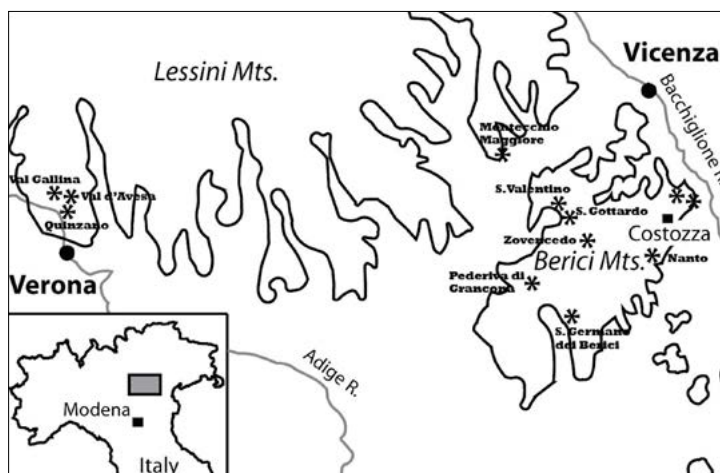 Vicenza
Lessini Mts.
Bacchiglione R.
Montecchio
Maggiore
Val Gallina
Val d'Avesa
Quinzano
S.Valentino
S. Gottardo
Costozza
Zovencedo
Berici Mts.
Nanto
Verona
Pederiva di
Grancona
S. Germano
dei Berici
Adige R.
Modena
Italy